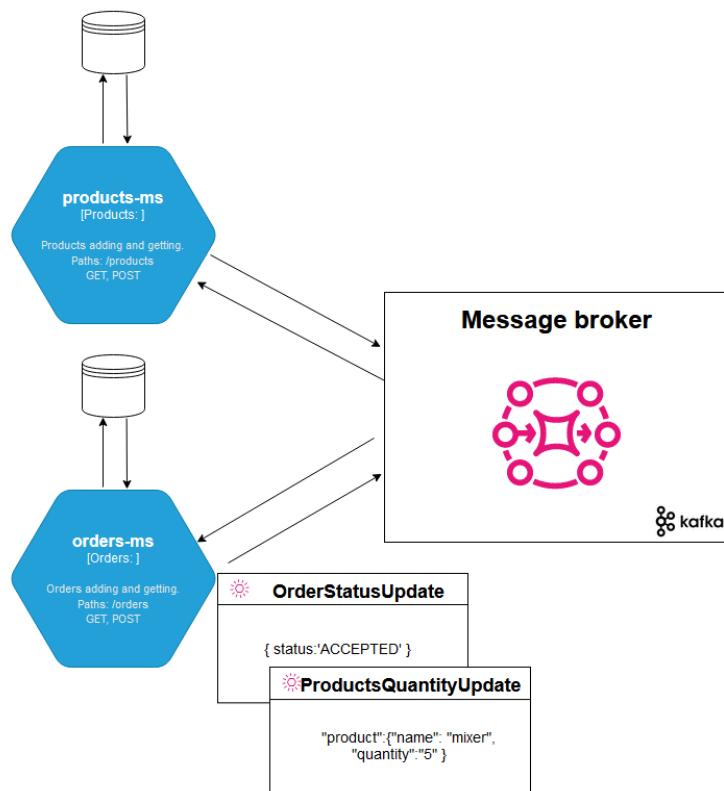 products-ms
[Products: ]
Products adding and getting.
Paths: /products
GET, POST
Message broker
kafka
orders-ms
[Orders: ]
Orders adding and getting.
Paths: /orders
GET, POST
OrderStatusUpdate
{ status:'ACCEPTED' }
ProductsQuantityUpdate
"product":{"name": "mixer",
"quantity":"5" }